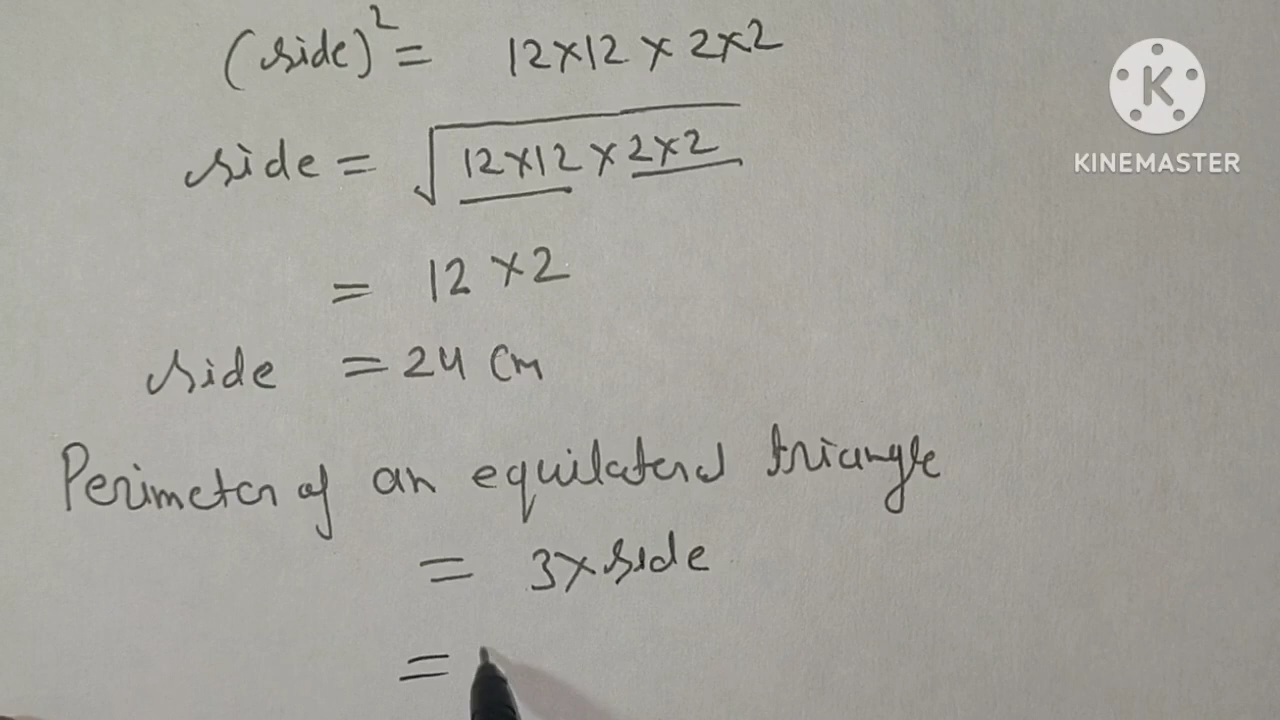 (side)² = 12×12 × 2×2
side = √12×12 × 2×2
= 12 ×2
side = 24 cm
Perimeter of an equilateral triangle
= 3×side
=
K
KINEMASTER